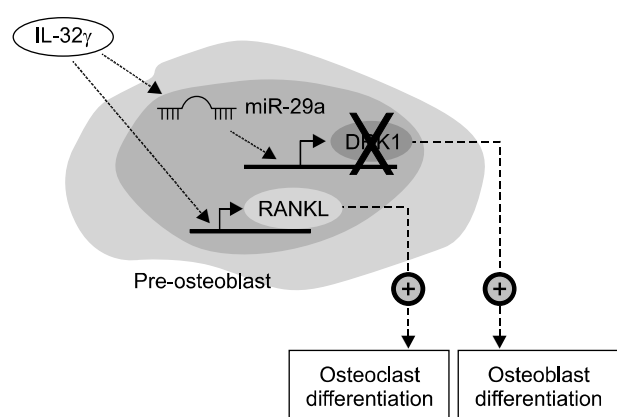 IL-32γ
miR-29a
DKK1
RANKL
Pre-osteoblast
+
+
Osteoclast
differentiation
Osteoblast
differentiation